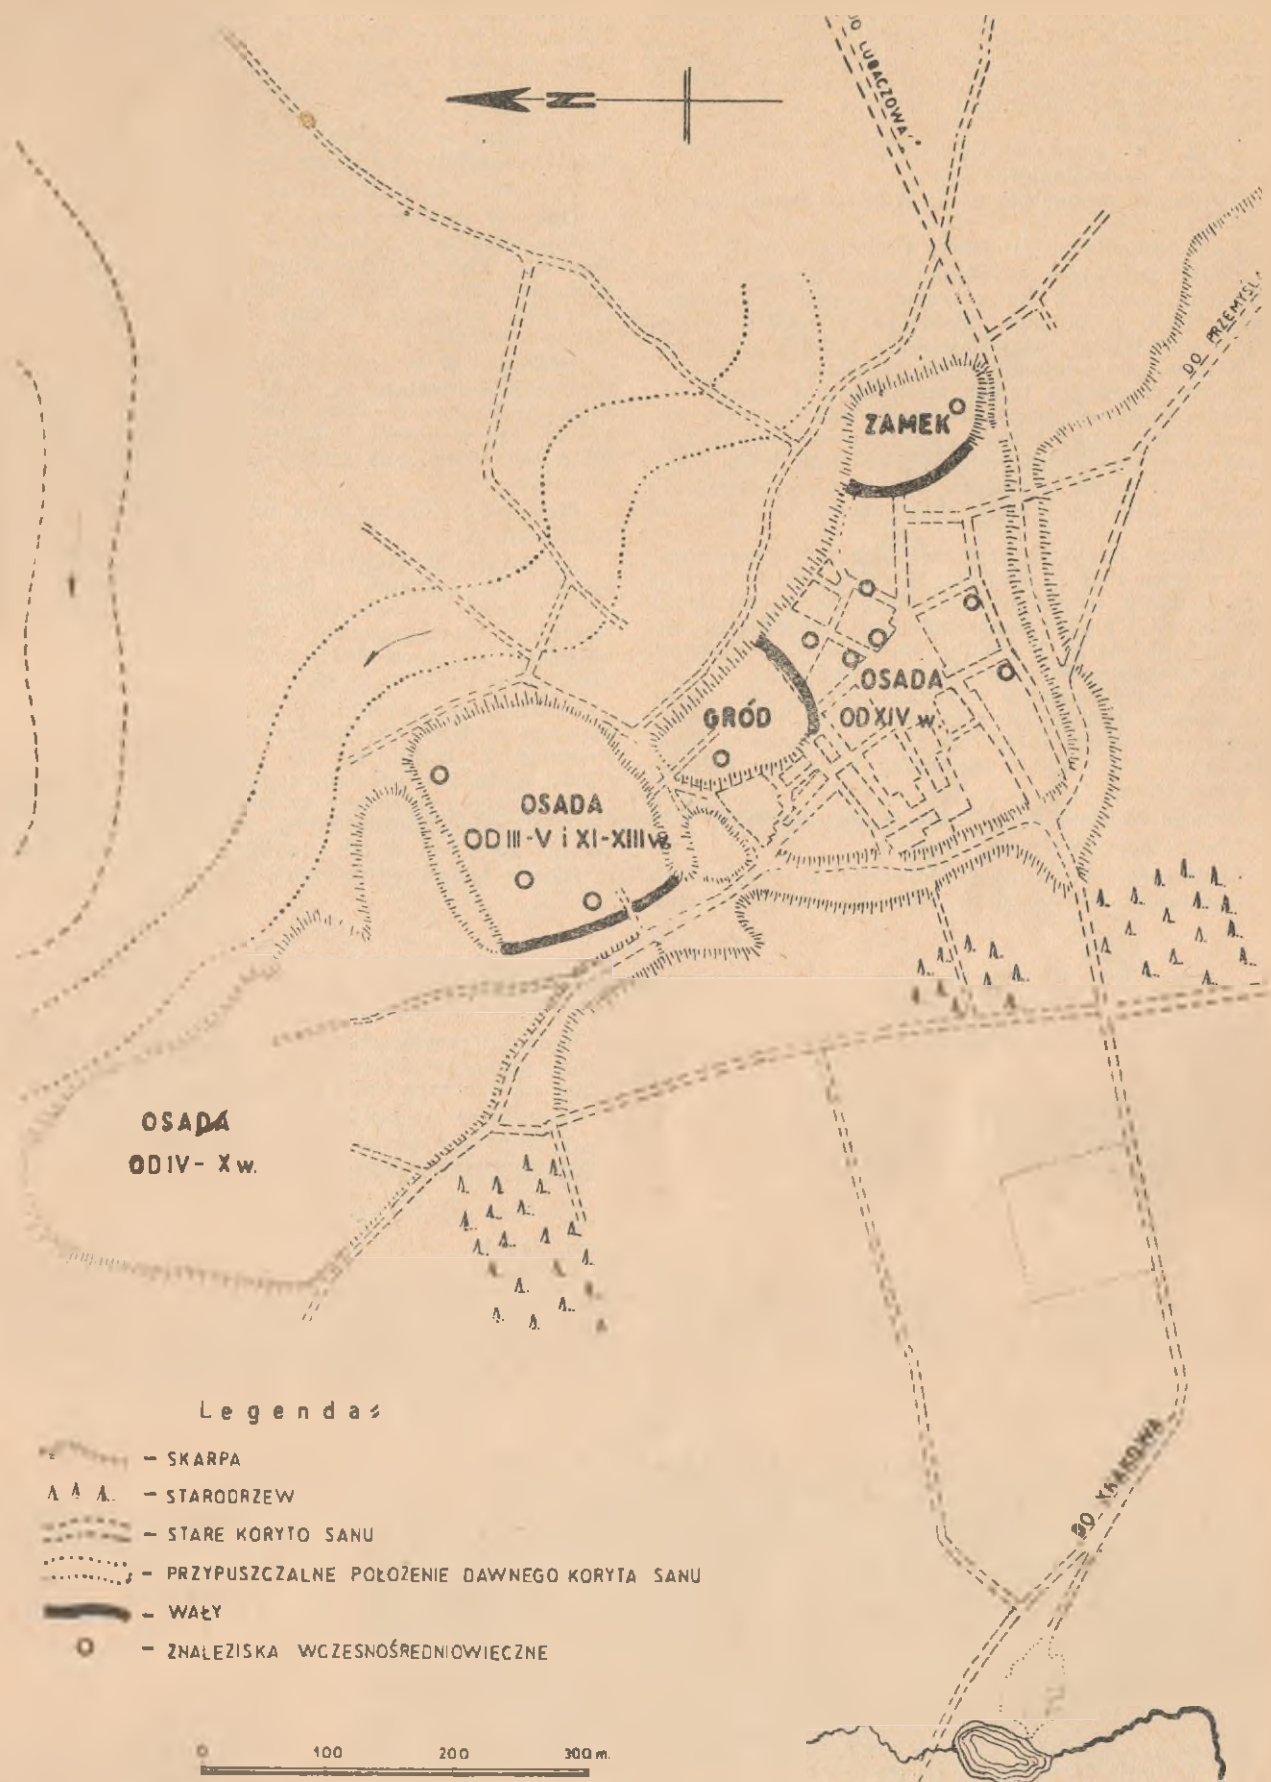 DO LUBACZOWA
N
DO PRZEMYŚL
ZAMEK
OSADA
OD XIV w.
GRÓD
OSADA
OD III-V i XI-XIII w.
OSADA
OD IV - X w.
DO KRAKOWA
Legenda:
- SKARPA
- STARODRZEW
- STARE KORYTO SANU
- PRZYPUSZCZALNE POŁOŻENIE DAWNEGO KORYTA SANU
- WAŁY
- ZNALEZISKA WCZESNOŚREDNIOWIECZNE
0 100 200 300 m.